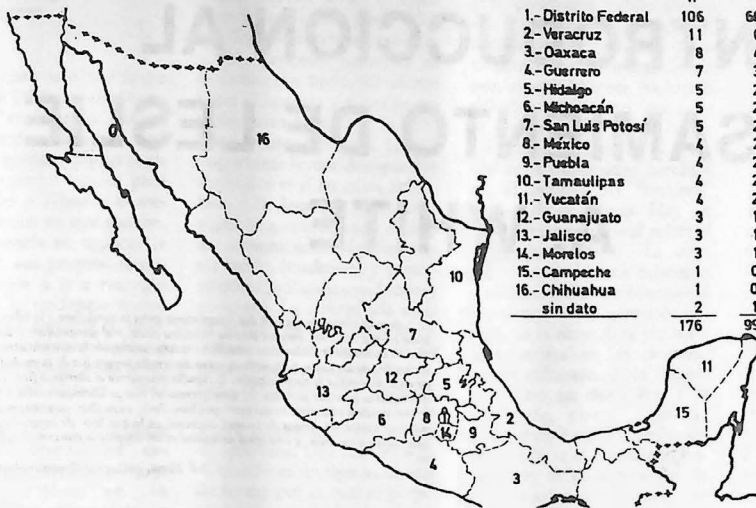 1.- Distrito Federal 106
2.- Veracruz 11
3.- Oaxaca 8
4.- Guerrero 7
5.- Hidalgo 5
6.- Michoacán 5
7.- San Luis Potosí 5
8.- México 4
9.- Puebla 4
10.- Tamaulipas 4
11.- Yucatán 4
12.- Guanajuato 3
13.- Jalisco 3
14.- Morelos 3
15.- Campeche 1
16.- Chihuahua 1
sin dato 2
176 99
16
10
7
11
13
12
5
15
6
8
14
9
2
4
3